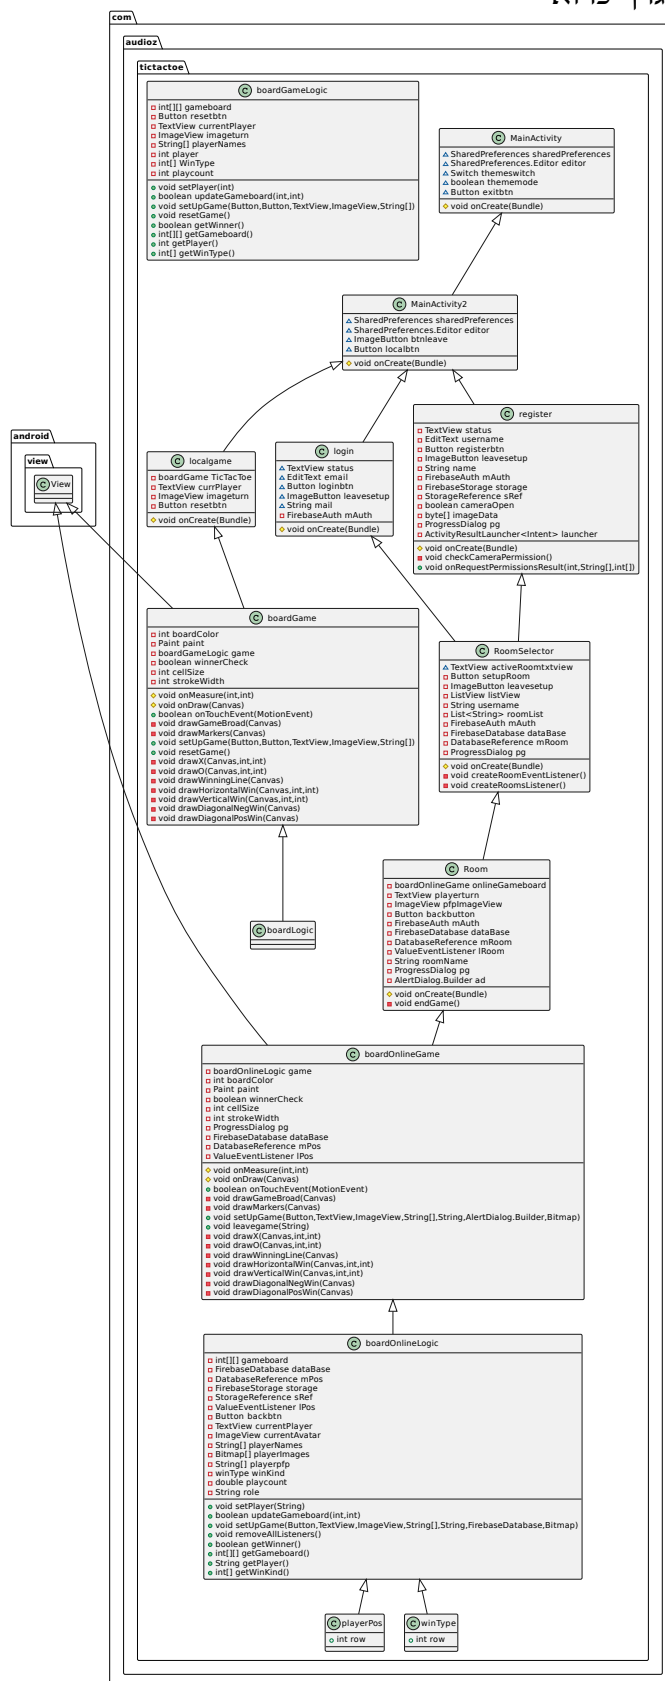 com
audioz
tictactoe
C boardGameLogic
int[][] gameboard
Button resetbtn
TextView currentPlayer
ImageView imageturn
String[] playerNames
int player
int[] WinType
int playcount
void setPlayer(int)
boolean updateGameboard(int,int)
void setUpGame(Button,Button,TextView,ImageView,String[])
void resetGame()
boolean getWinner()
int[][] getGameboard()
int getPlayer()
int[] getWinType()
C MainActivity
SharedPreferences sharedPreferences
SharedPreferences.Editor editor
Switch themeswitch
boolean thememode
Button exitbtn
void onCreate(Bundle)
C MainActivity2
SharedPreferences sharedPreferences
SharedPreferences.Editor editor
ImageButton btnleave
Button localbtn
void onCreate(Bundle)
android
view
C View
C localgame
boardGame TicTacToe
TextView currPlayer
ImageView imageturn
Button resetbtn
void onCreate(Bundle)
C login
TextView status
EditText email
Button loginbtn
ImageButton leavesetup
String mail
FirebaseAuth mAuth
void onCreate(Bundle)
C register
TextView status
EditText username
Button registerbtn
ImageButton leavesetup
String name
FirebaseAuth mAuth
FirebaseStorage storage
StorageReference sRef
boolean cameraOpen
byte[] imageData
ProgressDialog pg
ActivityResultLauncher<Intent> launcher
void onCreate(Bundle)
void checkCameraPermission()
void onRequestPermissionsResult(int,String[],int[])
C boardGame
int boardColor
Paint paint
boardGameLogic game
boolean winnerCheck
int cellSize
int strokeWidth
void onMeasure(int,int)
void onDraw(Canvas)
boolean onTouchEvent(MotionEvent)
void drawGameBroad(Canvas)
void drawMarkers(Canvas)
void setUpGame(Button,Button,TextView,ImageView,String[])
void resetGame()
void drawX(Canvas,int,int)
void drawO(Canvas,int,int)
void drawWinningLine(Canvas)
void drawHorizontalWin(Canvas,int,int)
void drawVerticalWin(Canvas,int,int)
void drawDiagonalNegWin(Canvas)
void drawDiagonalPosWin(Canvas)
C RoomSelector
TextView activeRoomtxtview
Button setupRoom
ImageButton leavesetup
ListView listView
String username
List<String> roomList
FirebaseAuth mAuth
FirebaseDatabase dataBase
DatabaseReference mRoom
ProgressDialog pg
void onCreate(Bundle)
void createRoomEventListener()
void createRoomsListener()
C boardLogic
C Room
boardOnlineGame onlineGameboard
TextView playerturn
ImageView pfpImageView
Button backbutton
FirebaseAuth mAuth
FirebaseDatabase dataBase
DatabaseReference mRoom
ValueEventListener lRoom
String roomName
ProgressDialog pg
AlertDialog.Builder ad
void onCreate(Bundle)
void endGame()
C boardOnlineGame
boardOnlineLogic game
int boardColor
Paint paint
boolean winnerCheck
int cellSize
int strokeWidth
ProgressDialog pg
FirebaseDatabase dataBase
DatabaseReference mPos
ValueEventListener lPos
void onMeasure(int,int)
void onDraw(Canvas)
boolean onTouchEvent(MotionEvent)
void drawGameBroad(Canvas)
void drawMarkers(Canvas)
void setUpGame(Button,TextView,ImageView,String[],String,AlertDialog.Builder,Bitmap)
void leavegame(String)
void drawX(Canvas,int,int)
void drawO(Canvas,int,int)
void drawWinningLine(Canvas)
void drawHorizontalWin(Canvas,int,int)
void drawVerticalWin(Canvas,int,int)
void drawDiagonalNegWin(Canvas)
void drawDiagonalPosWin(Canvas)
C boardOnlineLogic
int[][] gameboard
FirebaseDatabase dataBase
DatabaseReference mPos
FirebaseStorage storage
StorageReference sRef
ValueEventListener lPos
Button backbtn
TextView currentPlayer
ImageView currentAvatar
String[] playerNames
Bitmap[] playerImages
String[] playerpfp
winType winKind
double playcount
String role
void setPlayer(String)
boolean updateGameboard(int,int)
void setUpGame(Button,TextView,ImageView,String[],String,FirebaseDatabase,Bitmap)
void removeAllListeners()
boolean getWinner()
int[][] getGameboard()
String getPlayer()
int[] getWinKind()
C playerPos
int row
C winType
int row